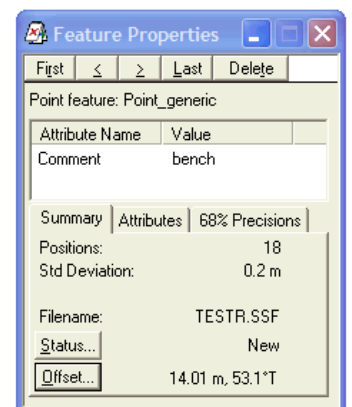 Feature Properties
First < > Last Delete
Point feature: Point_generic
Attribute Name Value
Comment bench
Summary Attributes 68% Precisions
Positions: 18
Std Deviation: 0.2 m
Filename: TESTR.SSF
Status... New
Offset... 14.01 m, 53.1°T